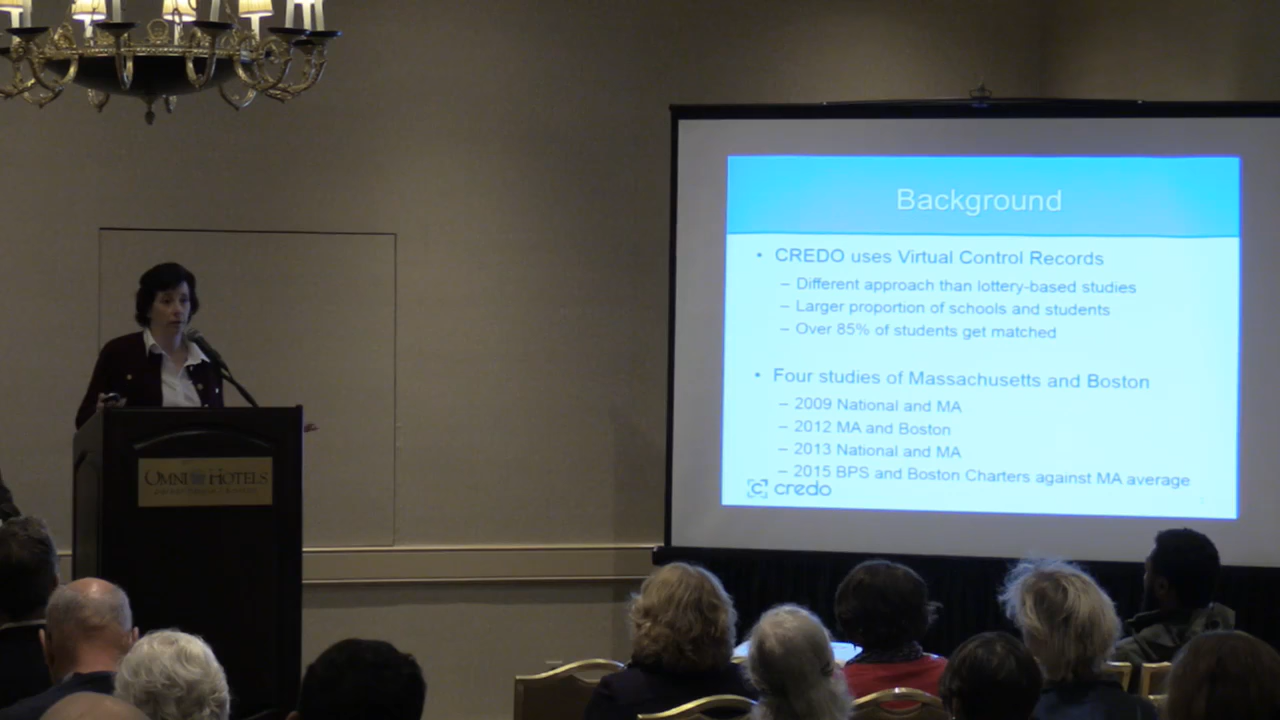 OMNI HOTELS
Background
• CREDO uses Virtual Control Records
– Different approach than lottery-based studies
– Larger proportion of schools and students
– Over 85% of students get matched
• Four studies of Massachusetts and Boston
– 2009 National and MA
– 2012 MA and Boston
– 2013 National and MA
– 2015 BPS and Boston Charters against MA average
[c] credo